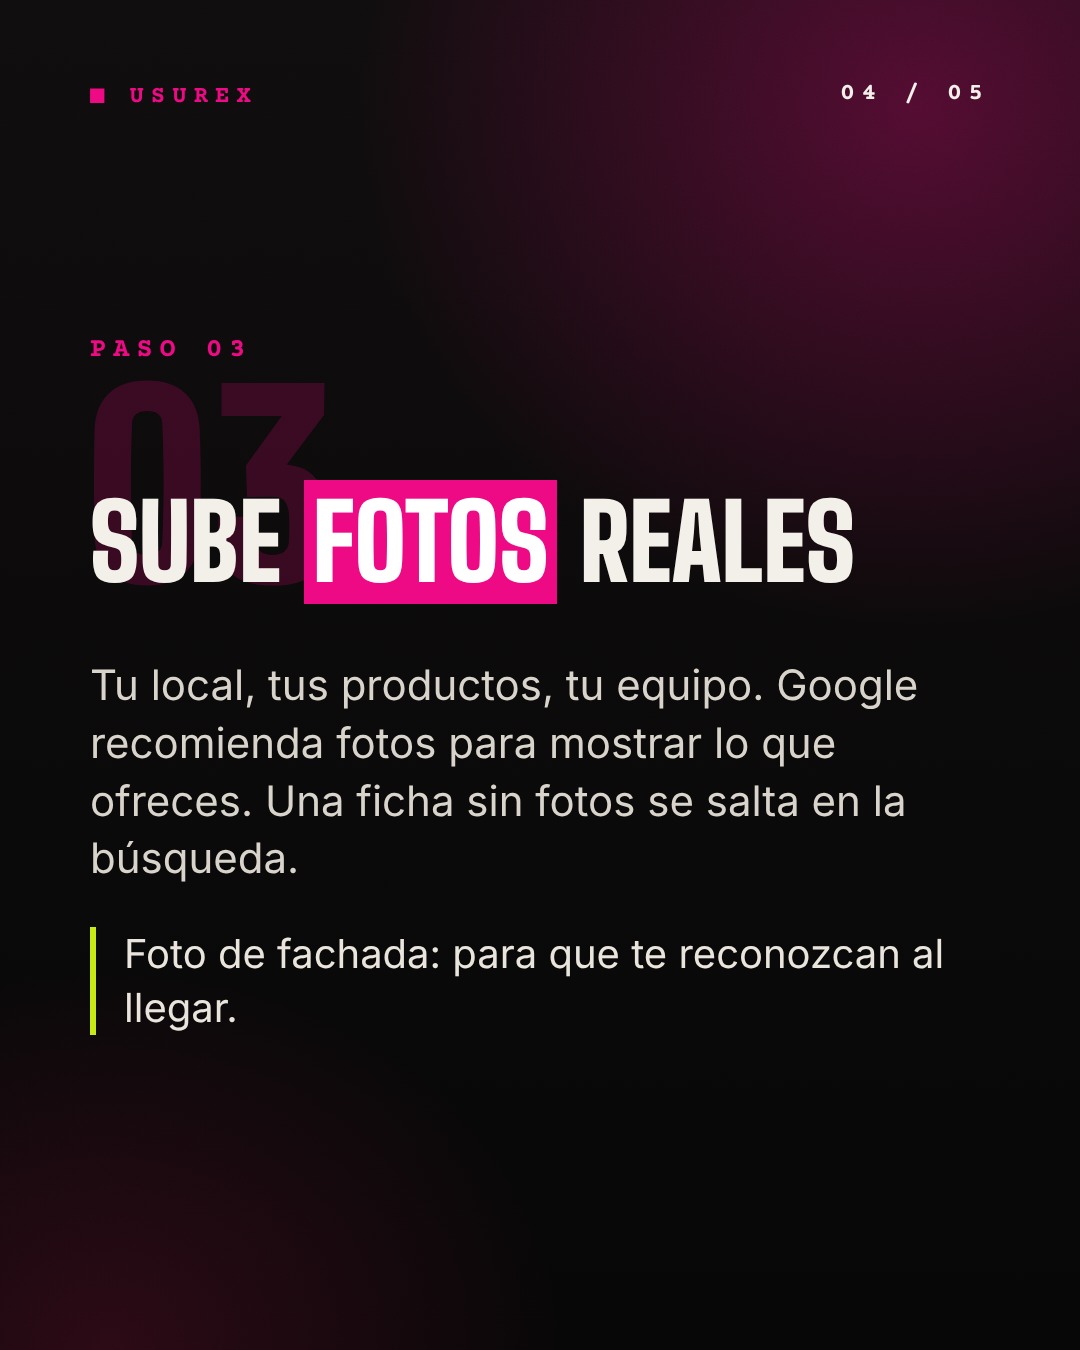 USUREX
04 / 05
PASO 03
03
SUBE FOTOS REALES
Tu local, tus productos, tu equipo. Google
recomienda fotos para mostrar lo que
ofreces. Una ficha sin fotos se salta en la
búsqueda.
Foto de fachada: para que te reconozcan al
llegar.